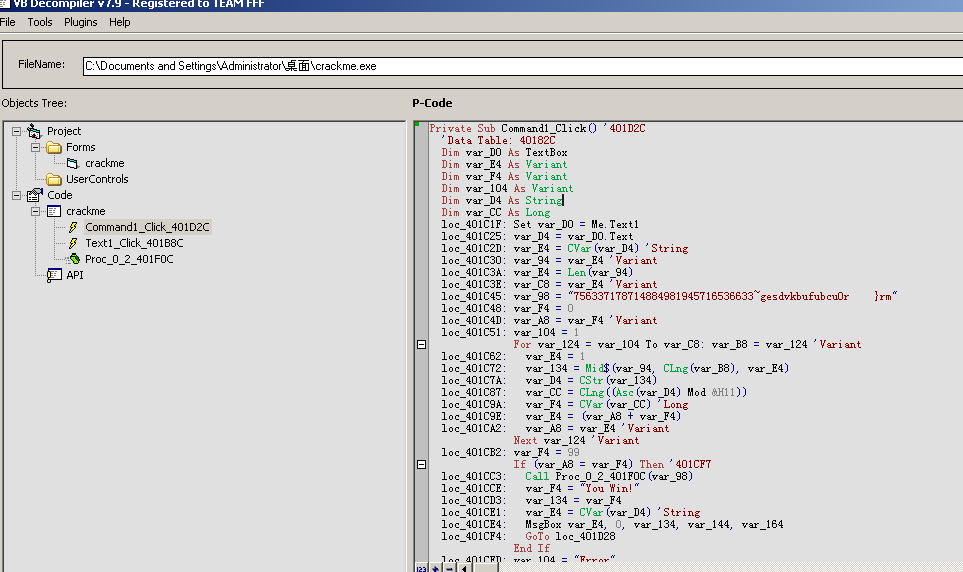 VB Decompiler v7.9 - Registered to TEAM FFF
File Tools Plugins Help
FileName: C:\Documents and Settings\Administrator\桌面\crackme.exe
Objects Tree:
Project
Forms
crackme
UserControls
Code
crackme
Command1_Click_401D2C
Text1_Click_401B8C
Proc_0_2_401F0C
API
P-Code
Private Sub Command1_Click() '401D2C
'Data Table: 40182C
Dim var_D0 As TextBox
Dim var_E4 As Variant
Dim var_F4 As Variant
Dim var_104 As Variant
Dim var_D4 As String
Dim var_CC As Long
loc_401C1F: Set var_D0 = Me.Text1
loc_401C25: var_D4 = var_D0.Text
loc_401C2D: var_E4 = CVar(var_D4) 'String
loc_401C30: var_94 = var_E4 'Variant
loc_401C3A: var_E4 = Len(var_94)
loc_401C3E: var_C8 = var_E4 'Variant
loc_401C45: var_98 = "756337178714884981945716536633~gesdvkbufubcu0r    }rm"
loc_401C48: var_F4 = 0
loc_401C4D: var_A8 = var_F4 'Variant
loc_401C51: var_104 = 1
For var_124 = var_104 To var_C8: var_B8 = var_124 'Variant
loc_401C62: var_E4 = 1
loc_401C72: var_134 = Mid$(var_94, CLng(var_B8), var_E4)
loc_401C7A: var_D4 = CStr(var_134)
loc_401C87: var_CC = CLng((Asc(var_D4) Mod &H11))
loc_401C9A: var_F4 = CVar(var_CC) 'Long
loc_401C9E: var_E4 = (var_A8 + var_F4)
loc_401CA2: var_A8 = var_E4 'Variant
Next var_124 'Variant
loc_401CB2: var_F4 = 99
If (var_A8 = var_F4) Then '401CF7
loc_401CC3: Call Proc_0_2_401F0C(var_98)
loc_401CCE: var_F4 = "You Win!"
loc_401CD3: var_134 = var_F4
loc_401CE1: var_E4 = CVar(var_D4) 'String
loc_401CE4: MsgBox var_E4, 0, var_134, var_144, var_164
loc_401CF4: GoTo loc_401D28
End If
loc_401CFD: var_104 = "Error"
123